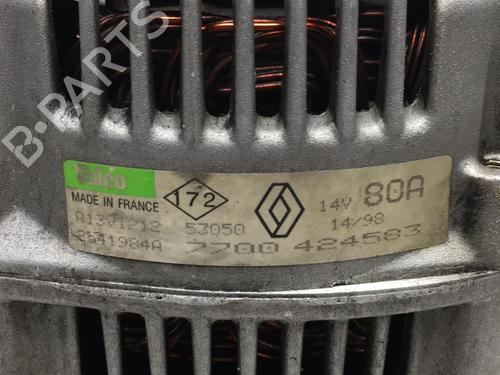 B-PARTS
Valeo
MADE IN FRANCE
172
14V 80A
A13VI212 53050 14/98
2541984A 7700 424583